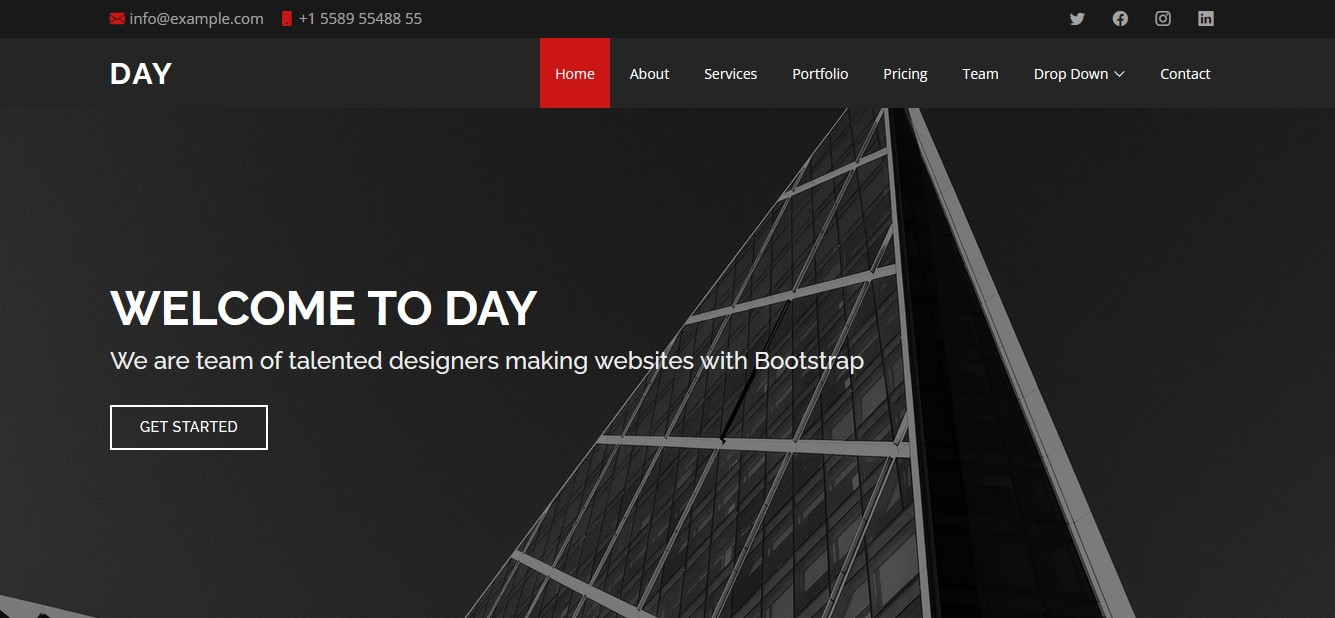 info@example.com +1 5589 55488 55
DAY Home About Services Portfolio Pricing Team Drop Down Contact
WELCOME TO DAY
We are team of talented designers making websites with Bootstrap
GET STARTED